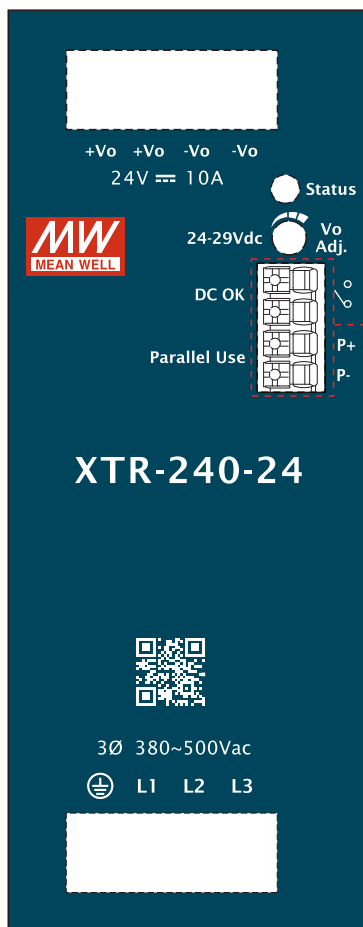 +Vo +Vo -Vo -Vo
24V ⎓ 10A
Status
MW
MEAN WELL
24-29Vdc
Vo
Adj.
DC OK
Parallel Use
P+
P-
XTR-240-24
3Ø 380~500Vac
L1 L2 L3